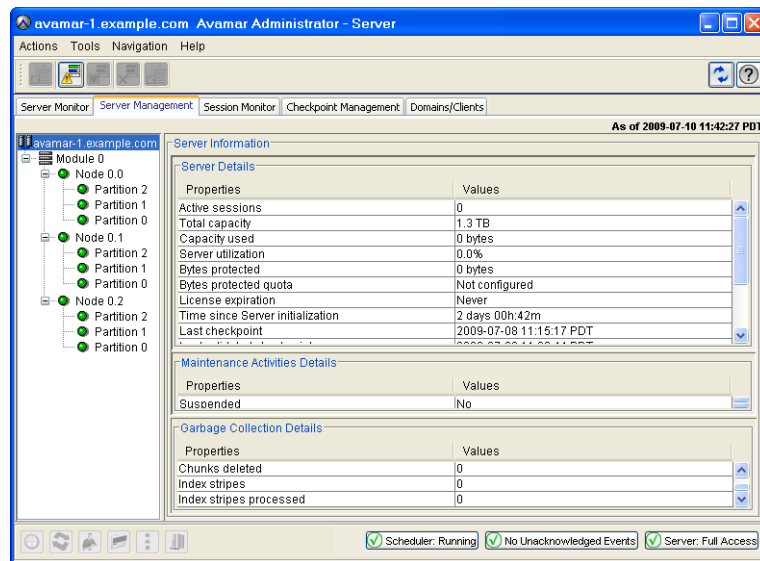 avamar-1.example.com Avamar Administrator - Server
Actions Tools Navigation Help
Server Monitor Server Management Session Monitor Checkpoint Management Domains/Clients
As of 2009-07-10 11:42:27 PDT
avamar-1.example.com
Module 0
Node 0.0
Partition 2
Partition 1
Partition 0
Node 0.1
Partition 2
Partition 1
Partition 0
Node 0.2
Partition 2
Partition 1
Partition 0
Server Information
Server Details
Properties Values
Active sessions 0
Total capacity 1.3 TB
Capacity used 0 bytes
Server utilization 0.0%
Bytes protected 0 bytes
Bytes protected quota Not configured
License expiration Never
Time since Server initialization 2 days 00h:42m
Last checkpoint 2009-07-08 11:15:17 PDT
Maintenance Activities Details
Properties Values
Suspended No
Garbage Collection Details
Properties Values
Chunks deleted 0
Index stripes 0
Index stripes processed 0
Scheduler: Running No Unacknowledged Events Server: Full Access